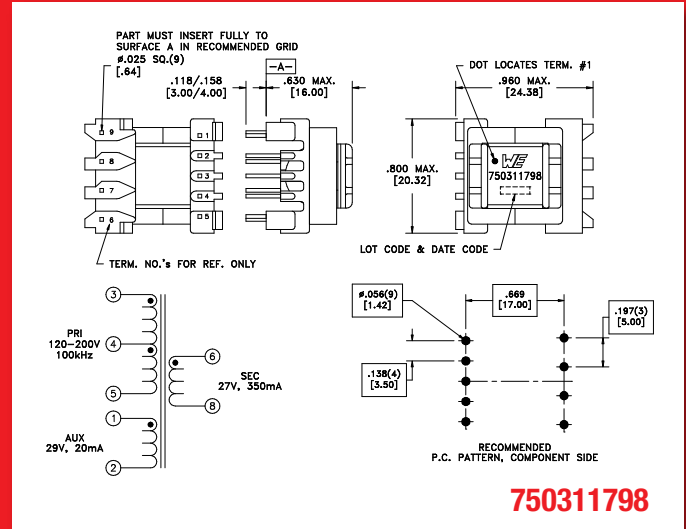 PART MUST INSERT FULLY TO
SURFACE A IN RECOMMENDED GRID
ø.025 SQ.(9)
[.64]
.118/.158
[3.00/4.00]
-A-
.630 MAX.
[16.00]
DOT LOCATES TERM. #1
.960 MAX.
[24.38]
9
8
7
6
1
2
3
4
5
.800 MAX.
[20.32]
WE
750311798
LOT CODE & DATE CODE
TERM. NO.'s FOR REF. ONLY
3
PRI
120-200V
100kHz
4
5
1
AUX
29V, 20mA
2
6
SEC
27V, 350mA
8
ø.056(9)
[1.42]
.669
[17.00]
.197(3)
[5.00]
.138(4)
[3.50]
RECOMMENDED
P.C. PATTERN, COMPONENT SIDE
750311798